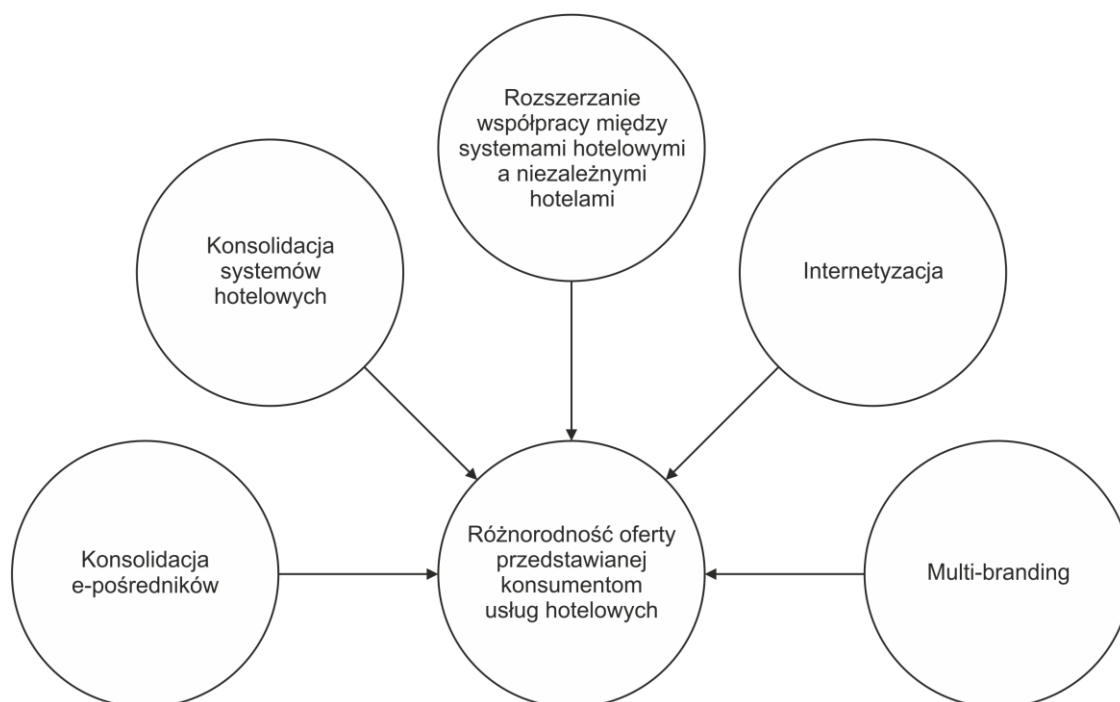 Rozszerzanie
współpracy między
systemami hotelowymi
a niezależnymi
hotelami
Konsolidacja
systemów
hotelowych
Internetyzacja
Konsolidacja
e-pośredników
Różnorodność oferty
przedstawianej
konsumentom
usług hotelowych
Multi-branding